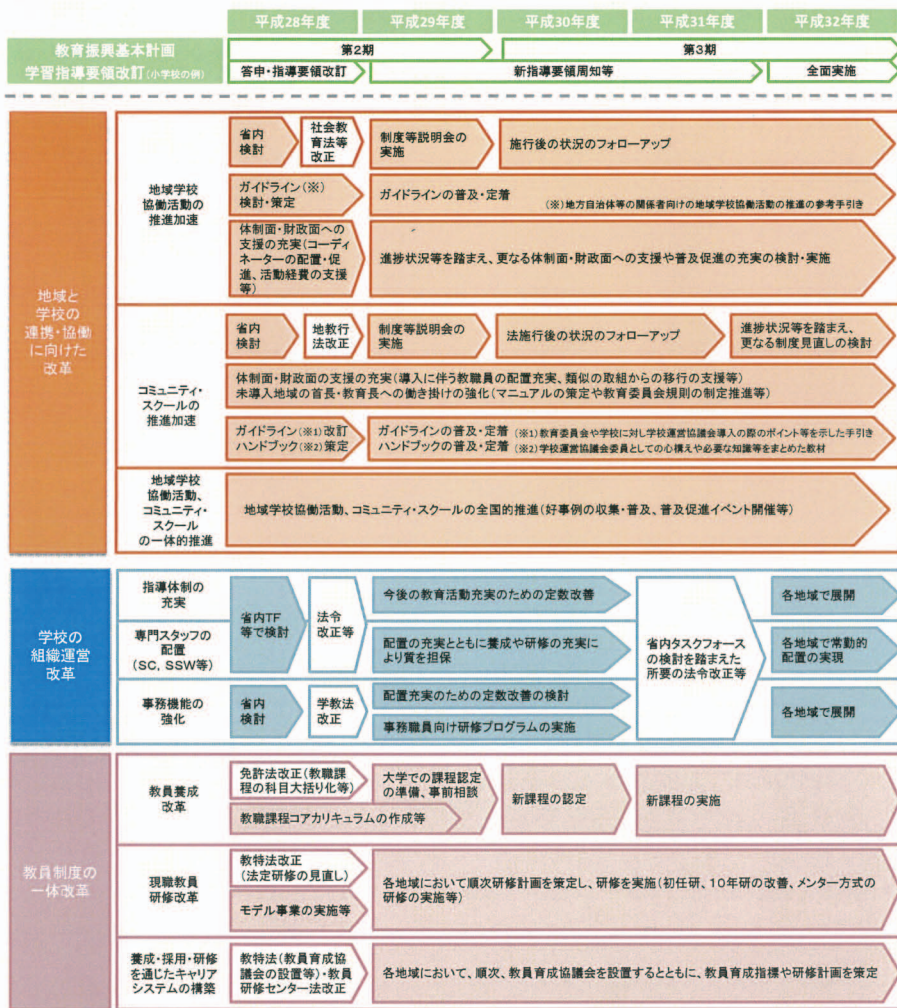 平成28年度 平成29年度 平成30年度 平成31年度 平成32年度
教育振興基本計画 第2期 第3期
学習指導要領改訂(小学校の例) 答申・指導要領改訂 新指導要領周知等 全面実施
地域と
学校の
連携・協働
に向けた
改革
地域学校
協働活動の
推進加速
省内
検討
社会教
育法等
改正
制度等説明会の
実施
施行後の状況のフォローアップ
ガイドライン(※)
検討・策定
ガイドラインの普及・定着
(※)地方自治体等の関係者向けの地域学校協働活動の推進の参考手引き
体制面・財政面への
支援の充実(コーディ
ネーターの配置・促
進、活動経費の支援
等)
進捗状況等を踏まえ、更なる体制面・財政面への支援や普及促進の充実の検討・実施
コミュニティ・
スクールの
推進加速
省内
検討
地教行
法改正
制度等説明会の
実施
法施行後の状況のフォローアップ
進捗状況等を踏まえ、
更なる制度見直しの検討
体制面・財政面の支援の充実(導入に伴う教職員の配置充実、類似の取組からの移行の支援等)
未導入地域の首長・教育長への働き掛けの強化(マニュアルの策定や教育委員会規則の制定推進等)
ガイドライン(※1)改訂
ハンドブック(※2)策定
ガイドラインの普及・定着 (※1)教育委員会や学校に対し学校運営協議会導入の際のポイント等を示した手引き
ハンドブックの普及・定着 (※2)学校運営協議会委員としての心構えや必要な知識等をまとめた教材
地域学校
協働活動、
コミュニティ・
スクール
の一体的推進
地域学校協働活動、コミュニティ・スクールの全国的推進(好事例の収集・普及、普及促進イベント開催等)
学校の
組織運営
改革
指導体制の
充実
省内TF
等で検討
法令
改正等
今後の教育活動充実のための定数改善
省内タスクフォース
の検討を踏まえた
所要の法令改正等
各地域で展開
専門スタッフの
配置
(SC, SSW等)
配置の充実とともに養成や研修の充実によ
り質を担保
各地域で常勤的
配置の実現
事務機能の
強化
省内
検討
学教法
改正
配置充実のための定数改善の検討
事務職員向け研修プログラムの実施
各地域で展開
教員制度の
一体改革
教員養成
改革
免許法改正(教職課
程の科目大括り化等)
大学での課程認定
の準備、事前相談
新課程の認定
新課程の実施
教職課程コアカリキュラムの作成等
現職教員
研修改革
教特法改正
(法定研修の見直し)
モデル事業の実施等
各地域において順次研修計画を策定し、研修を実施(初任研、10年研の改善、メンター方式の
研修の実施等)
養成・採用・研修
を通じたキャリア
システムの構築
教特法(教員育成協
議会の設置等)・教員
研修センター法改正
各地域において、順次、教員育成協議会を設置するとともに、教員育成指標や研修計画を策定